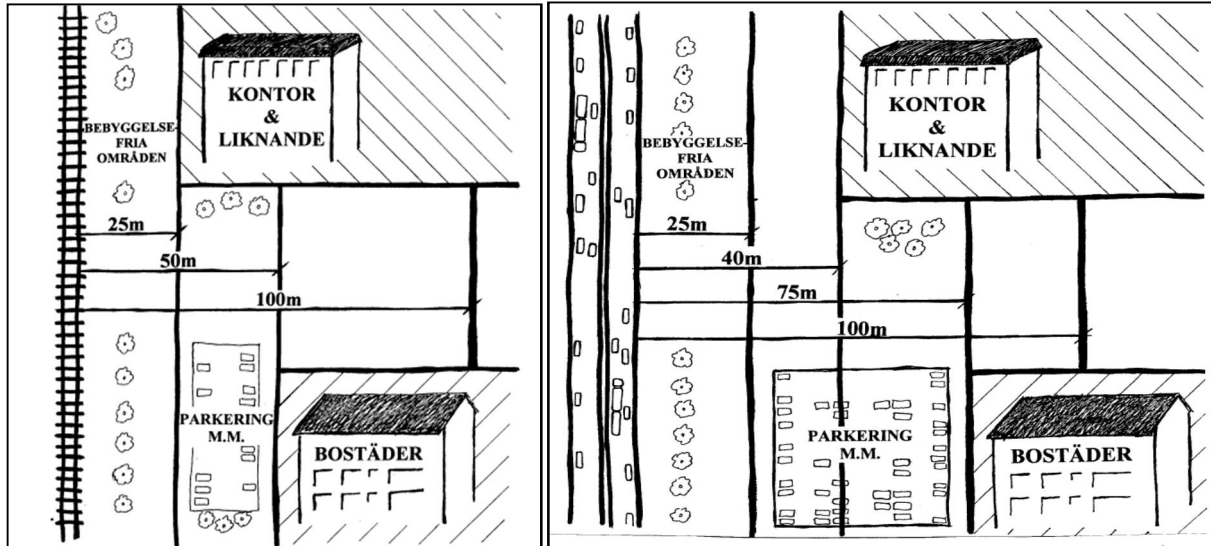 KONTOR
&
LIKNANDE
BEBYGGELSE-
FRIA
OMRÅDEN
25m
50m
100m
PARKERING
M.M.
BOSTÄDER
KONTOR
&
LIKNANDE
BEBYGGELSE-
FRIA
OMRÅDEN
25m
40m
75m
100m
PARKERING
M.M.
BOSTÄDER